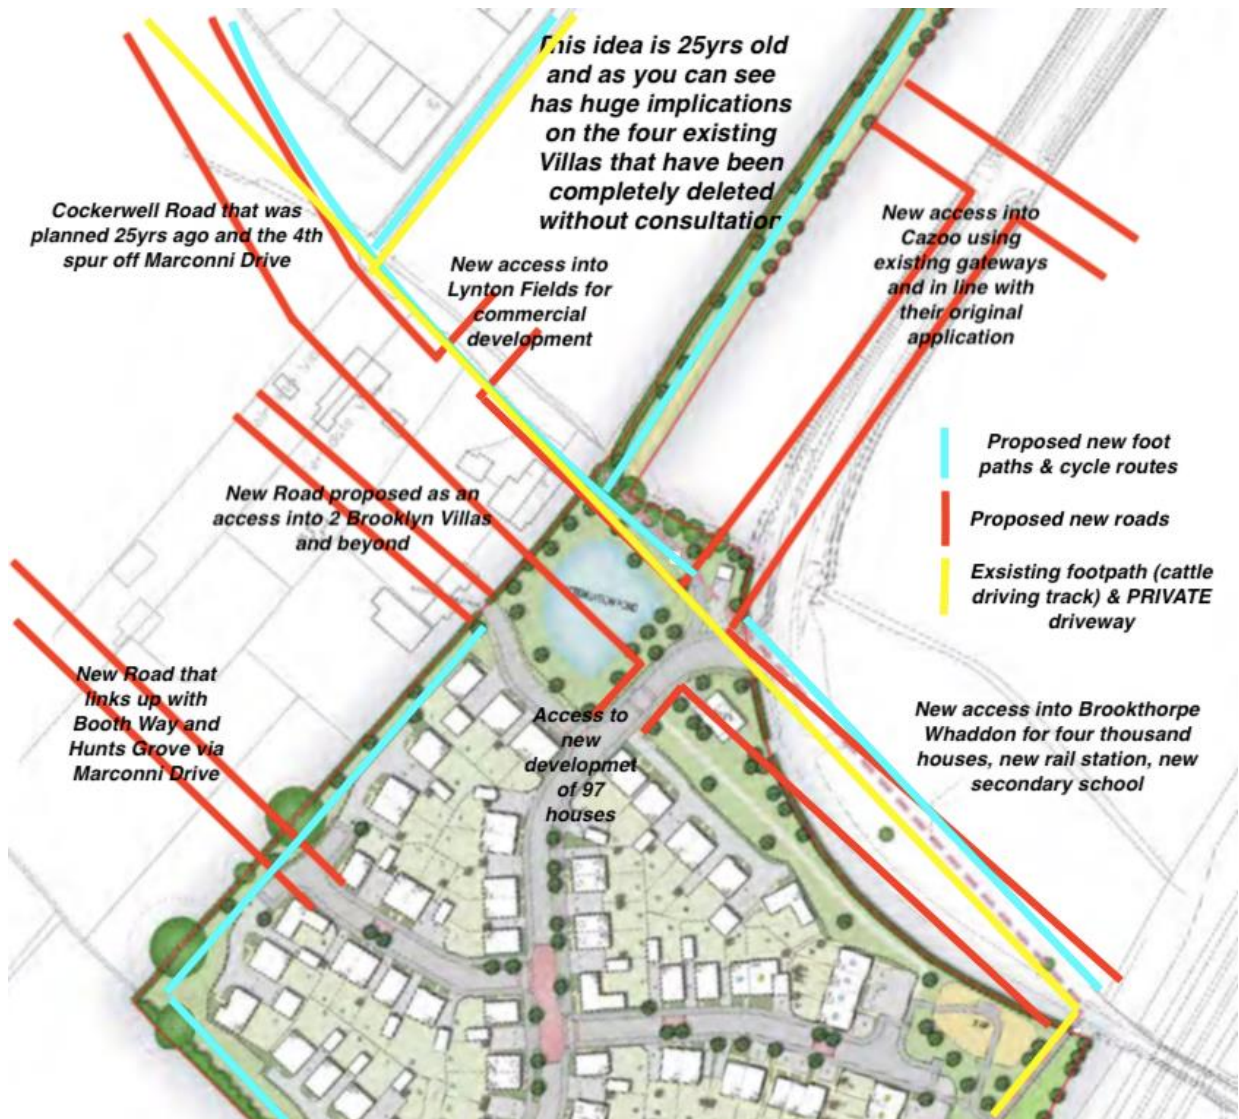 This idea is 25yrs old
and as you can see
has huge implications
on the four existing
Villas that have been
completely deleted
without consultation
Cockerwell Road that was
planned 25yrs ago and the 4th
spur off Marconni Drive
New access into
Lynton Fields for
commercial
development
New access into
Cazoo using
existing gateways
and in line with
their original
application
Proposed new foot
paths & cycle routes
Proposed new roads
Exsisting footpath (cattle
driving track) & PRIVATE
driveway
New Road proposed as an
access into 2 Brooklyn Villas
and beyond
New Road that
links up with
Booth Way and
Hunts Grove via
Marconni Drive
Access to
new
developmet
of 97
houses
New access into Brookthorpe
Whaddon for four thousand
houses, new rail station, new
secondary school